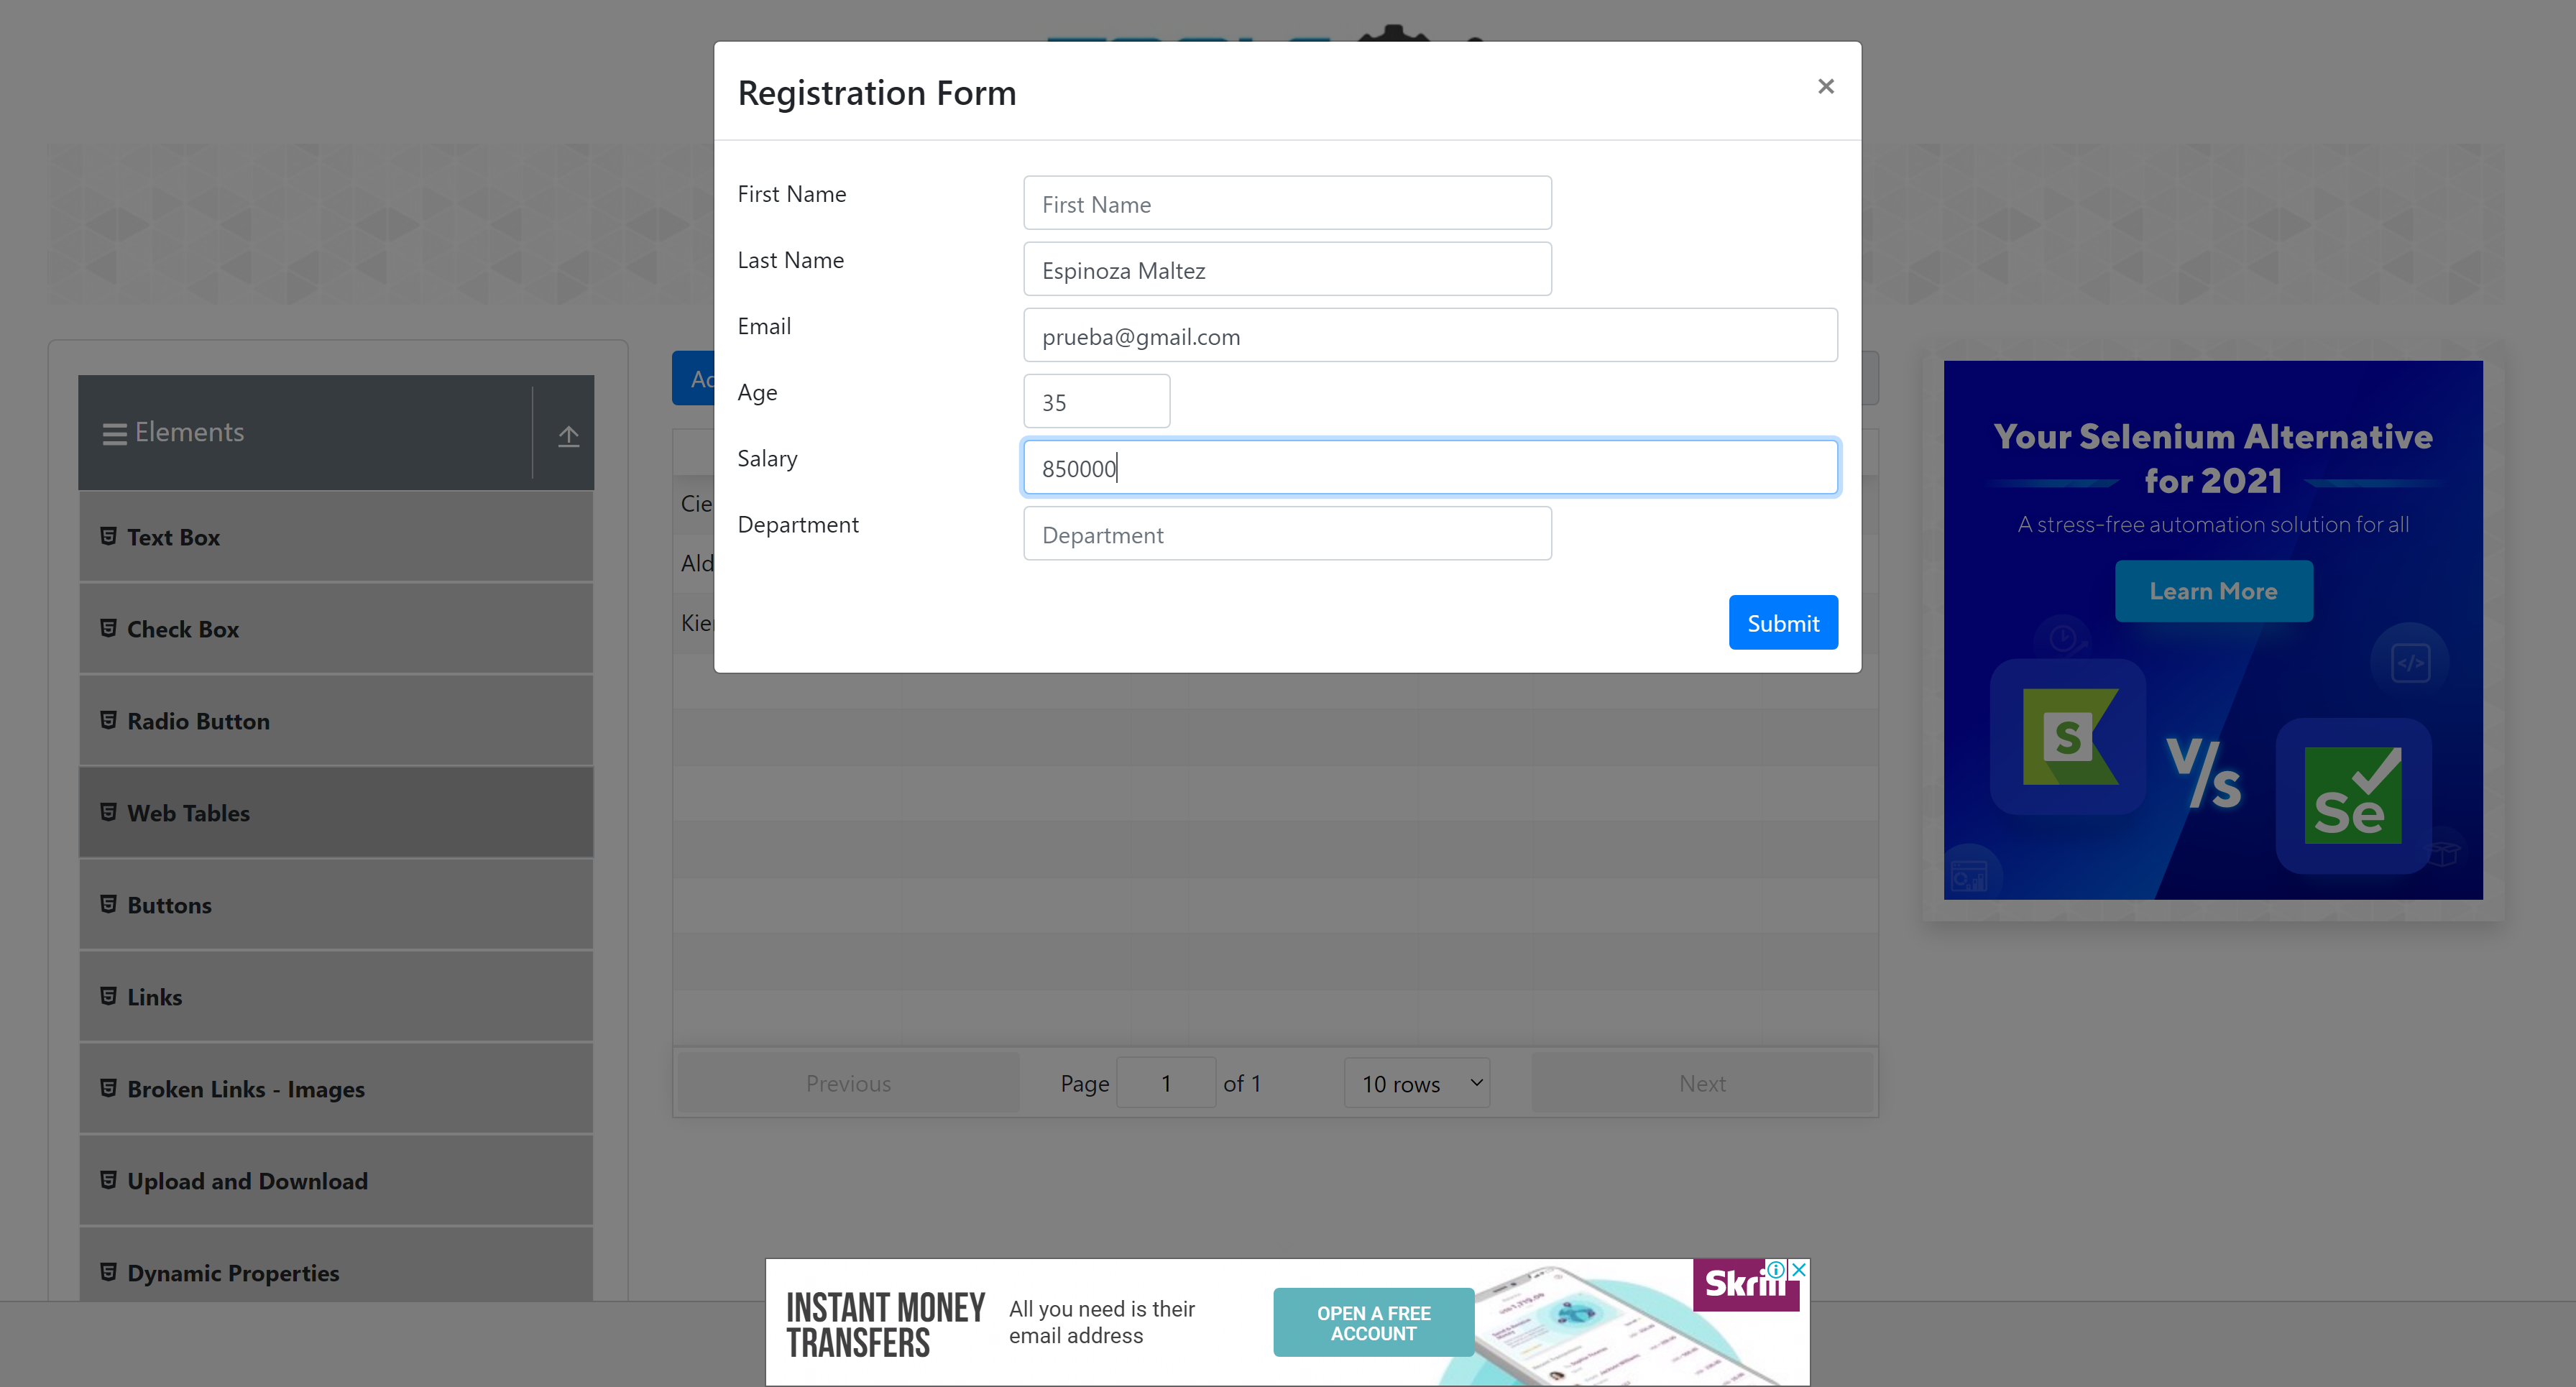 Registration Form
×
First Name
First Name
Last Name
Espinoza Maltez
Email
prueba@gmail.com
Age
35
Salary
850000
Department
Department
Submit
Elements
Text Box
Check Box
Radio Button
Web Tables
Buttons
Links
Broken Links - Images
Upload and Download
Dynamic Properties
Cie
Ald
Previous
Page 1 of 1
10 rows
Next
Your Selenium Alternative
for 2021
A stress-free automation solution for all
Learn More
S
V/S
Se
</>
INSTANT MONEY
TRANSFERS
All you need is their
email address
OPEN A FREE
ACCOUNT
Skrill